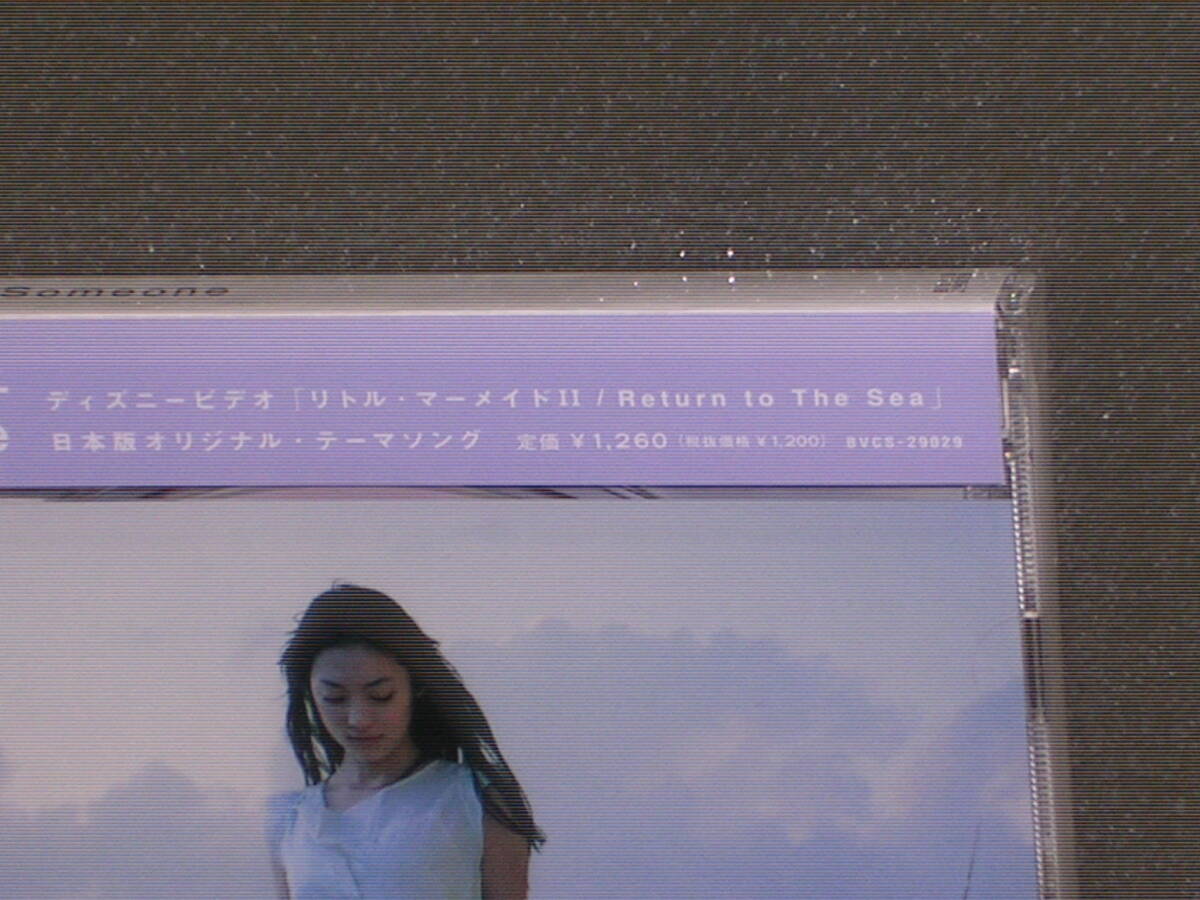 Someone
ディズニービデオ「リトル・マーメイドII / Return to The Sea」
日本版オリジナル・テーマソング 定価 ¥1,260 (税抜価格 ¥1,200) BVCS-29029
e